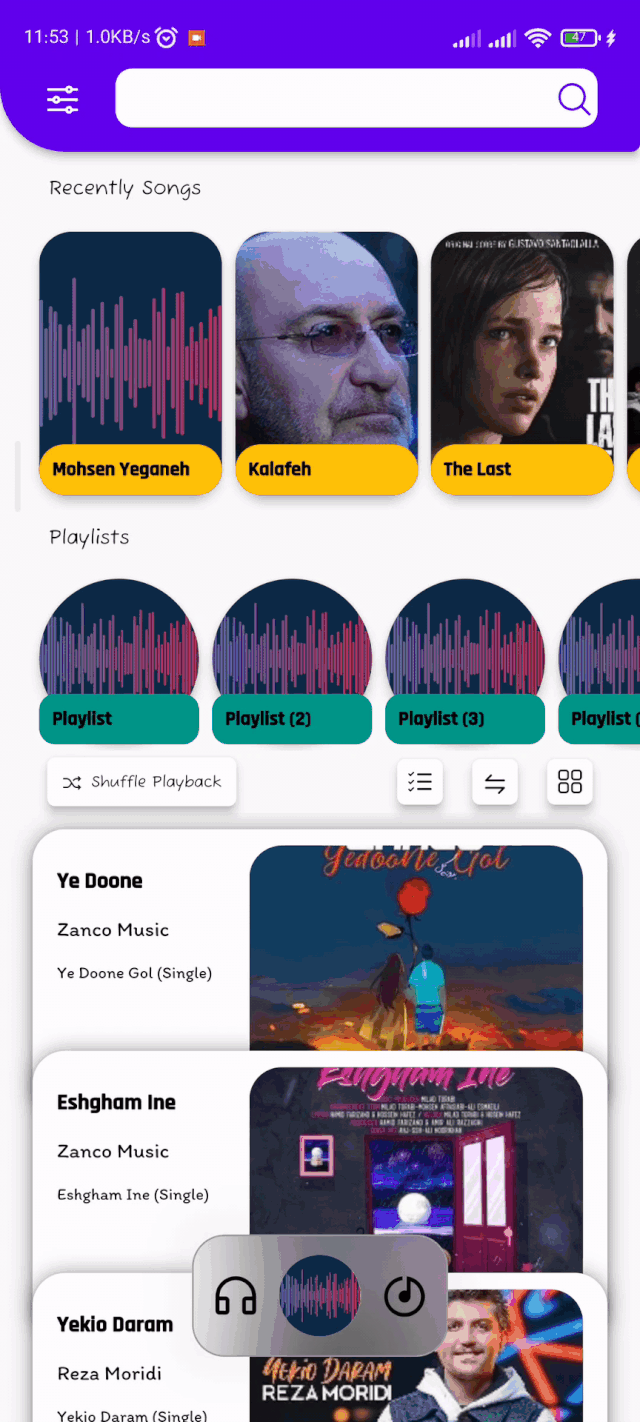 11:53 | 1.0KB/s
47
Recently Songs
ORIGINAL SCORE BY GUSTAVO SANTAOLALLA
TH
LA
Mohsen Yeganeh
Kalafeh
The Last
Playlists
Playlist
Playlist (2)
Playlist (3)
Playlist (
Shuffle Playback
Yedoone Gol
Ye Doone
Zanco Music
Ye Doone Gol (Single)
Eshgham Ine
MILAD TORABI
Eshgham Ine
Zanco Music
Eshgham Ine (Single)
Yekio Daram
Reza Moridi
Yekio Daram (Single)
YEKIO DARAM
REZA MORIDI